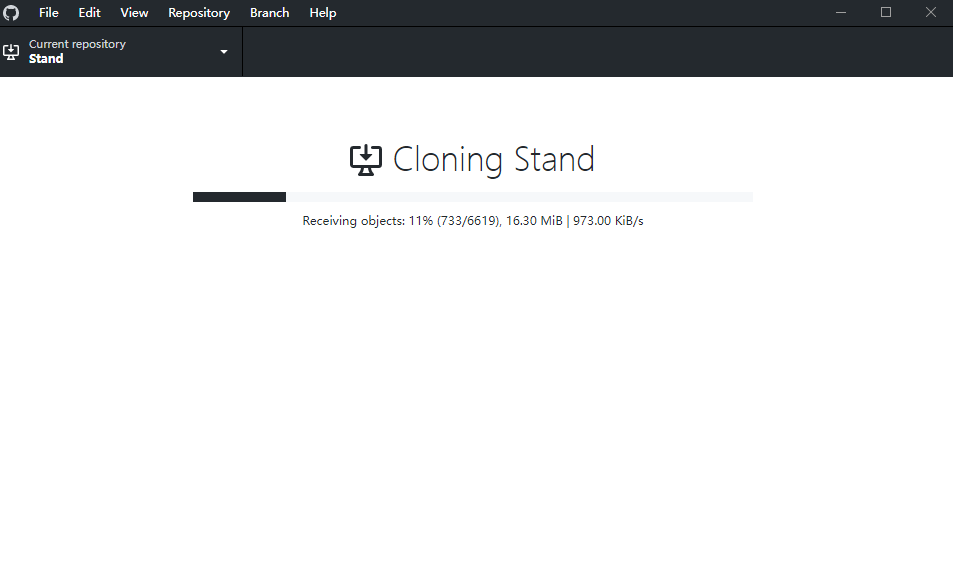 File Edit View Repository Branch Help
Current repository
Stand
Cloning Stand
Receiving objects: 11% (733/6619), 16.30 MiB | 973.00 KiB/s